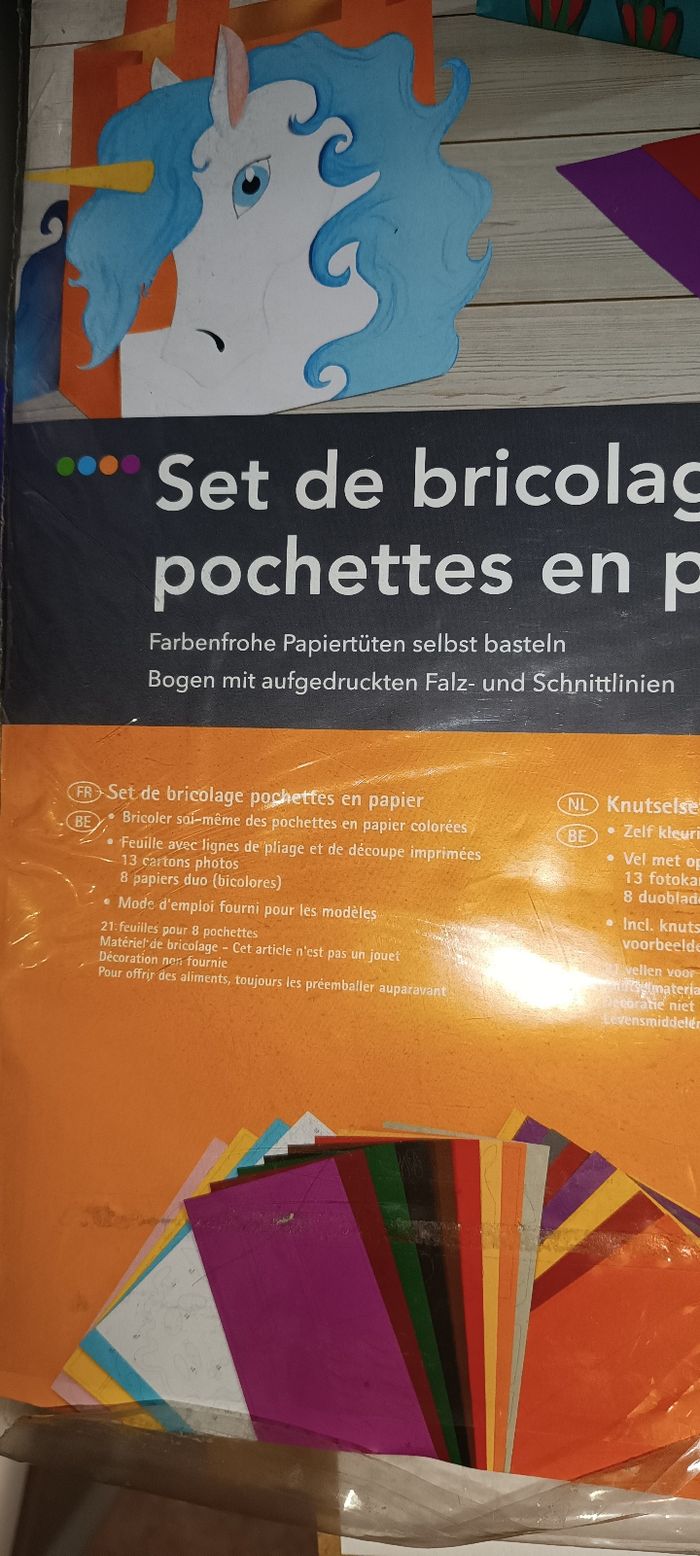 Set de bricolag
pochettes en p
Farbenfrohe Papiertüten selbst basteln
Bogen mit aufgedruckten Falz- und Schnittlinien
FR
BE
Set de bricolage pochettes en papier
• Bricoler soi-même des pochettes en papier colorées
• Feuille avec lignes de pliage et de découpe imprimées
13 cartons photos
8 papiers duo (bicolores)
• Mode d'emploi fourni pour les modèles
21 feuilles pour 8 pochettes
Matériel de bricolage - Cet article n'est pas un jouet
Décoration non fournie
Pour offrir des aliments, toujours les préemballer auparavant
NL
BE
Knutselse
• Zelf kleuri
• Vel met op
13 fotoka
8 duoblad
• Incl. knuts
voorbeelde
vellen voor
Decoratie niet
Levensmiddele